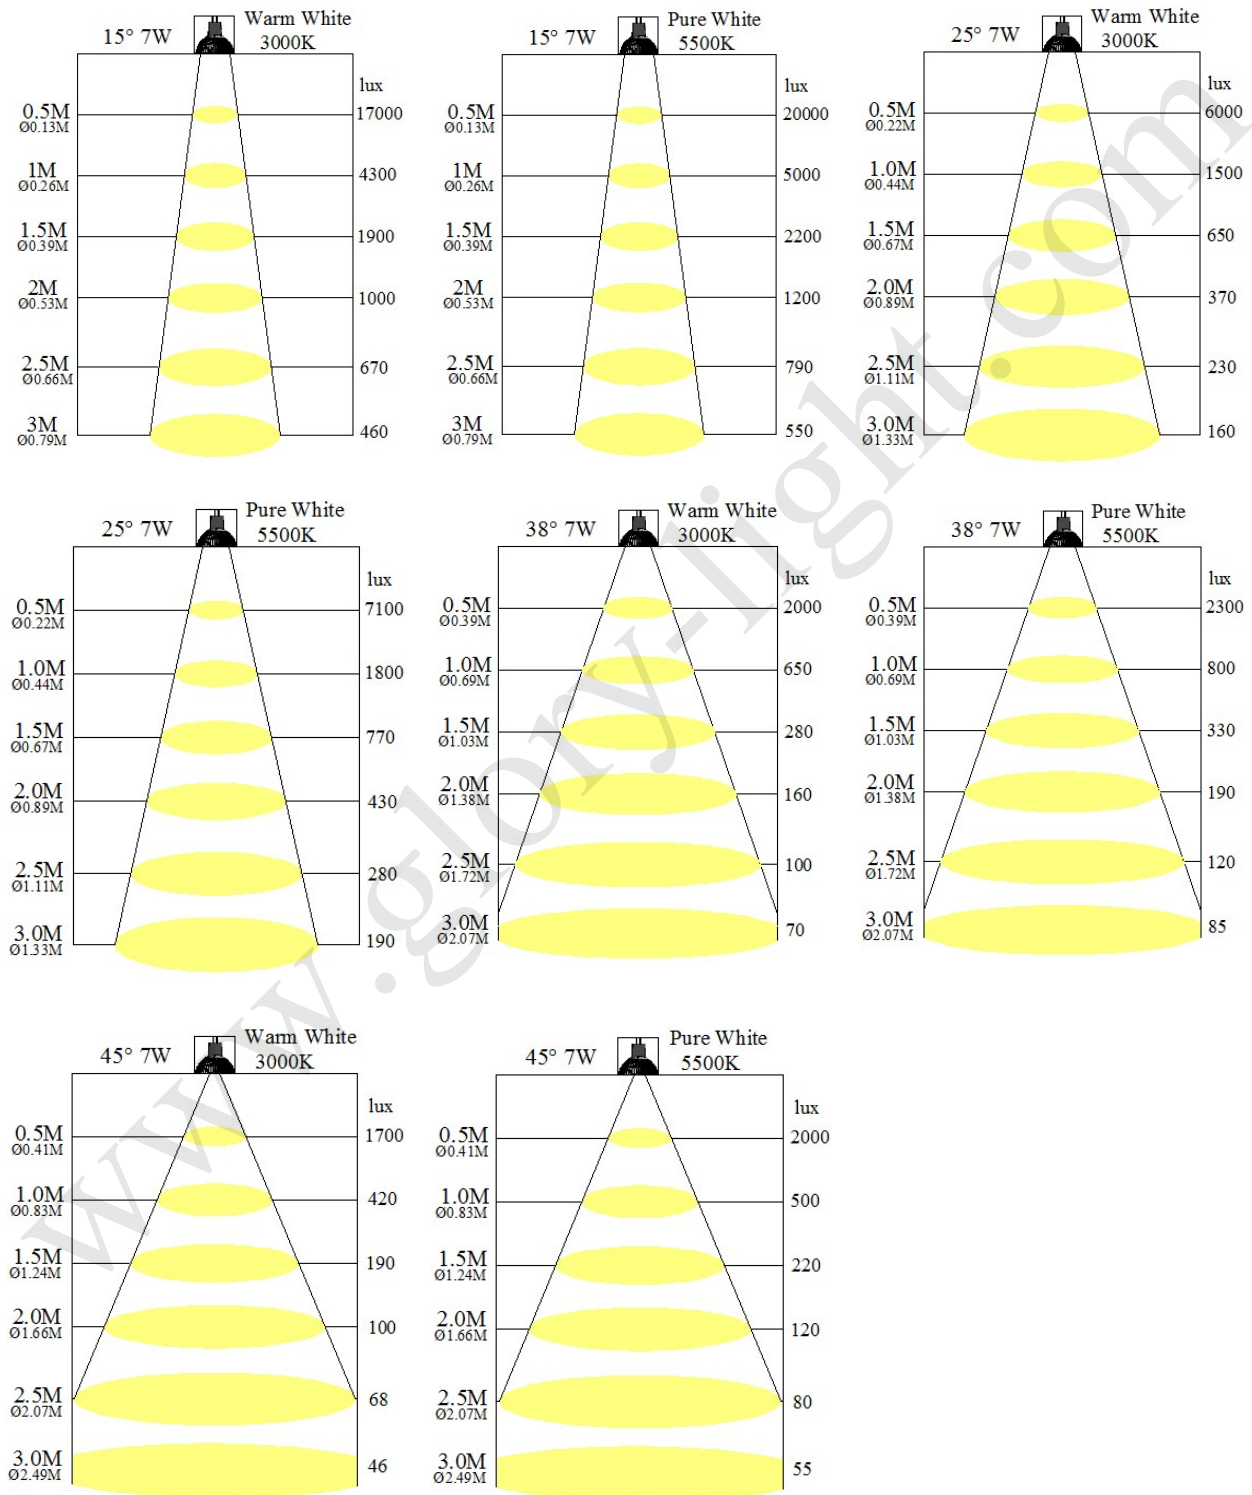 15° 7W
Warm White
3000K
lux
0.5M 17000
Ø0.13M
1M 4300
Ø0.26M
1.5M 1900
Ø0.39M
2M 1000
Ø0.53M
2.5M 670
Ø0.66M
3M 460
Ø0.79M
15° 7W
Pure White
5500K
lux
0.5M 20000
Ø0.13M
1M 5000
Ø0.26M
1.5M 2200
Ø0.39M
2M 1200
Ø0.53M
2.5M 790
Ø0.66M
3M 550
Ø0.79M
25° 7W
Warm White
3000K
lux
0.5M 6000
Ø0.22M
1.0M 1500
Ø0.44M
1.5M 650
Ø0.67M
2.0M 370
Ø0.89M
2.5M 230
Ø1.11M
3.0M 160
Ø1.33M
25° 7W
Pure White
5500K
lux
0.5M 7100
Ø0.22M
1.0M 1800
Ø0.44M
1.5M 770
Ø0.67M
2.0M 430
Ø0.89M
2.5M 280
Ø1.11M
3.0M 190
Ø1.33M
38° 7W
Warm White
3000K
lux
0.5M 2000
Ø0.39M
1.0M 650
Ø0.69M
1.5M 280
Ø1.03M
2.0M 160
Ø1.38M
2.5M 100
Ø1.72M
3.0M 70
Ø2.07M
38° 7W
Pure White
5500K
lux
0.5M 2300
Ø0.39M
1.0M 800
Ø0.69M
1.5M 330
Ø1.03M
2.0M 190
Ø1.38M
2.5M 120
Ø1.72M
3.0M 85
Ø2.07M
45° 7W
Warm White
3000K
lux
0.5M 1700
Ø0.41M
1.0M 420
Ø0.83M
1.5M 190
Ø1.24M
2.0M 100
Ø1.66M
2.5M 68
Ø2.07M
3.0M 46
Ø2.49M
45° 7W
Pure White
5500K
lux
0.5M 2000
Ø0.41M
1.0M 500
Ø0.83M
1.5M 220
Ø1.24M
2.0M 120
Ø1.66M
2.5M 80
Ø2.07M
3.0M 55
Ø2.49M
www.glory-light.com